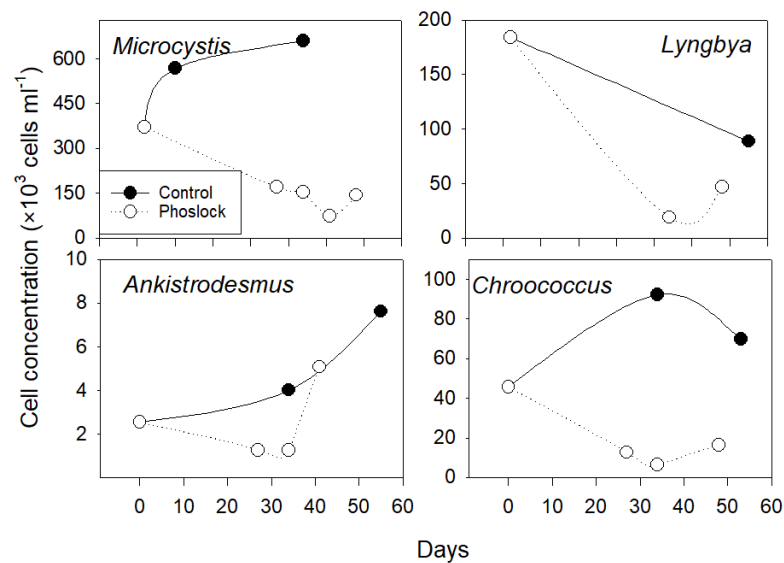 Microcystis
600
450
300
150
0
Control
Phoslock
Lyngbya
200
150
100
50
0
Cell concentration (×10³ cells ml⁻¹)
Ankistrodesmus
10
8
6
4
2
0 10 20 30 40 50 60
Chroococcus
100
80
60
40
20
0
0 10 20 30 40 50 60
Days